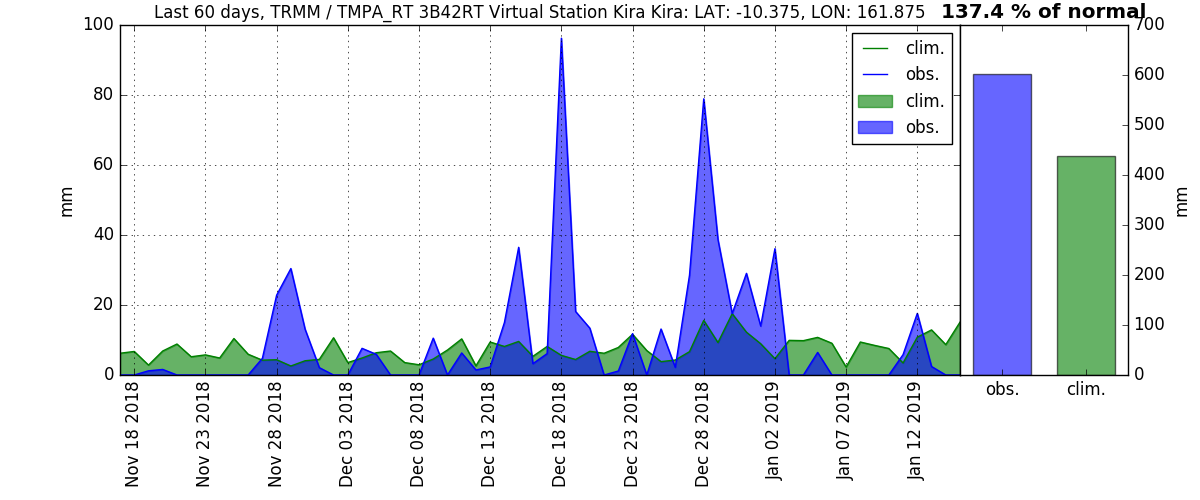 Last 60 days, TRMM / TMPA_RT 3B42RT Virtual Station Kira Kira: LAT: -10.375, LON: 161.875 137.4 % of normal
100
80
60
40
20
0
mm
clim.
obs.
clim.
obs.
700
600
500
400
300
200
100
0
mm
Nov 18 2018
Nov 23 2018
Nov 28 2018
Dec 03 2018
Dec 08 2018
Dec 13 2018
Dec 18 2018
Dec 23 2018
Dec 28 2018
Jan 02 2019
Jan 07 2019
Jan 12 2019
obs.
clim.